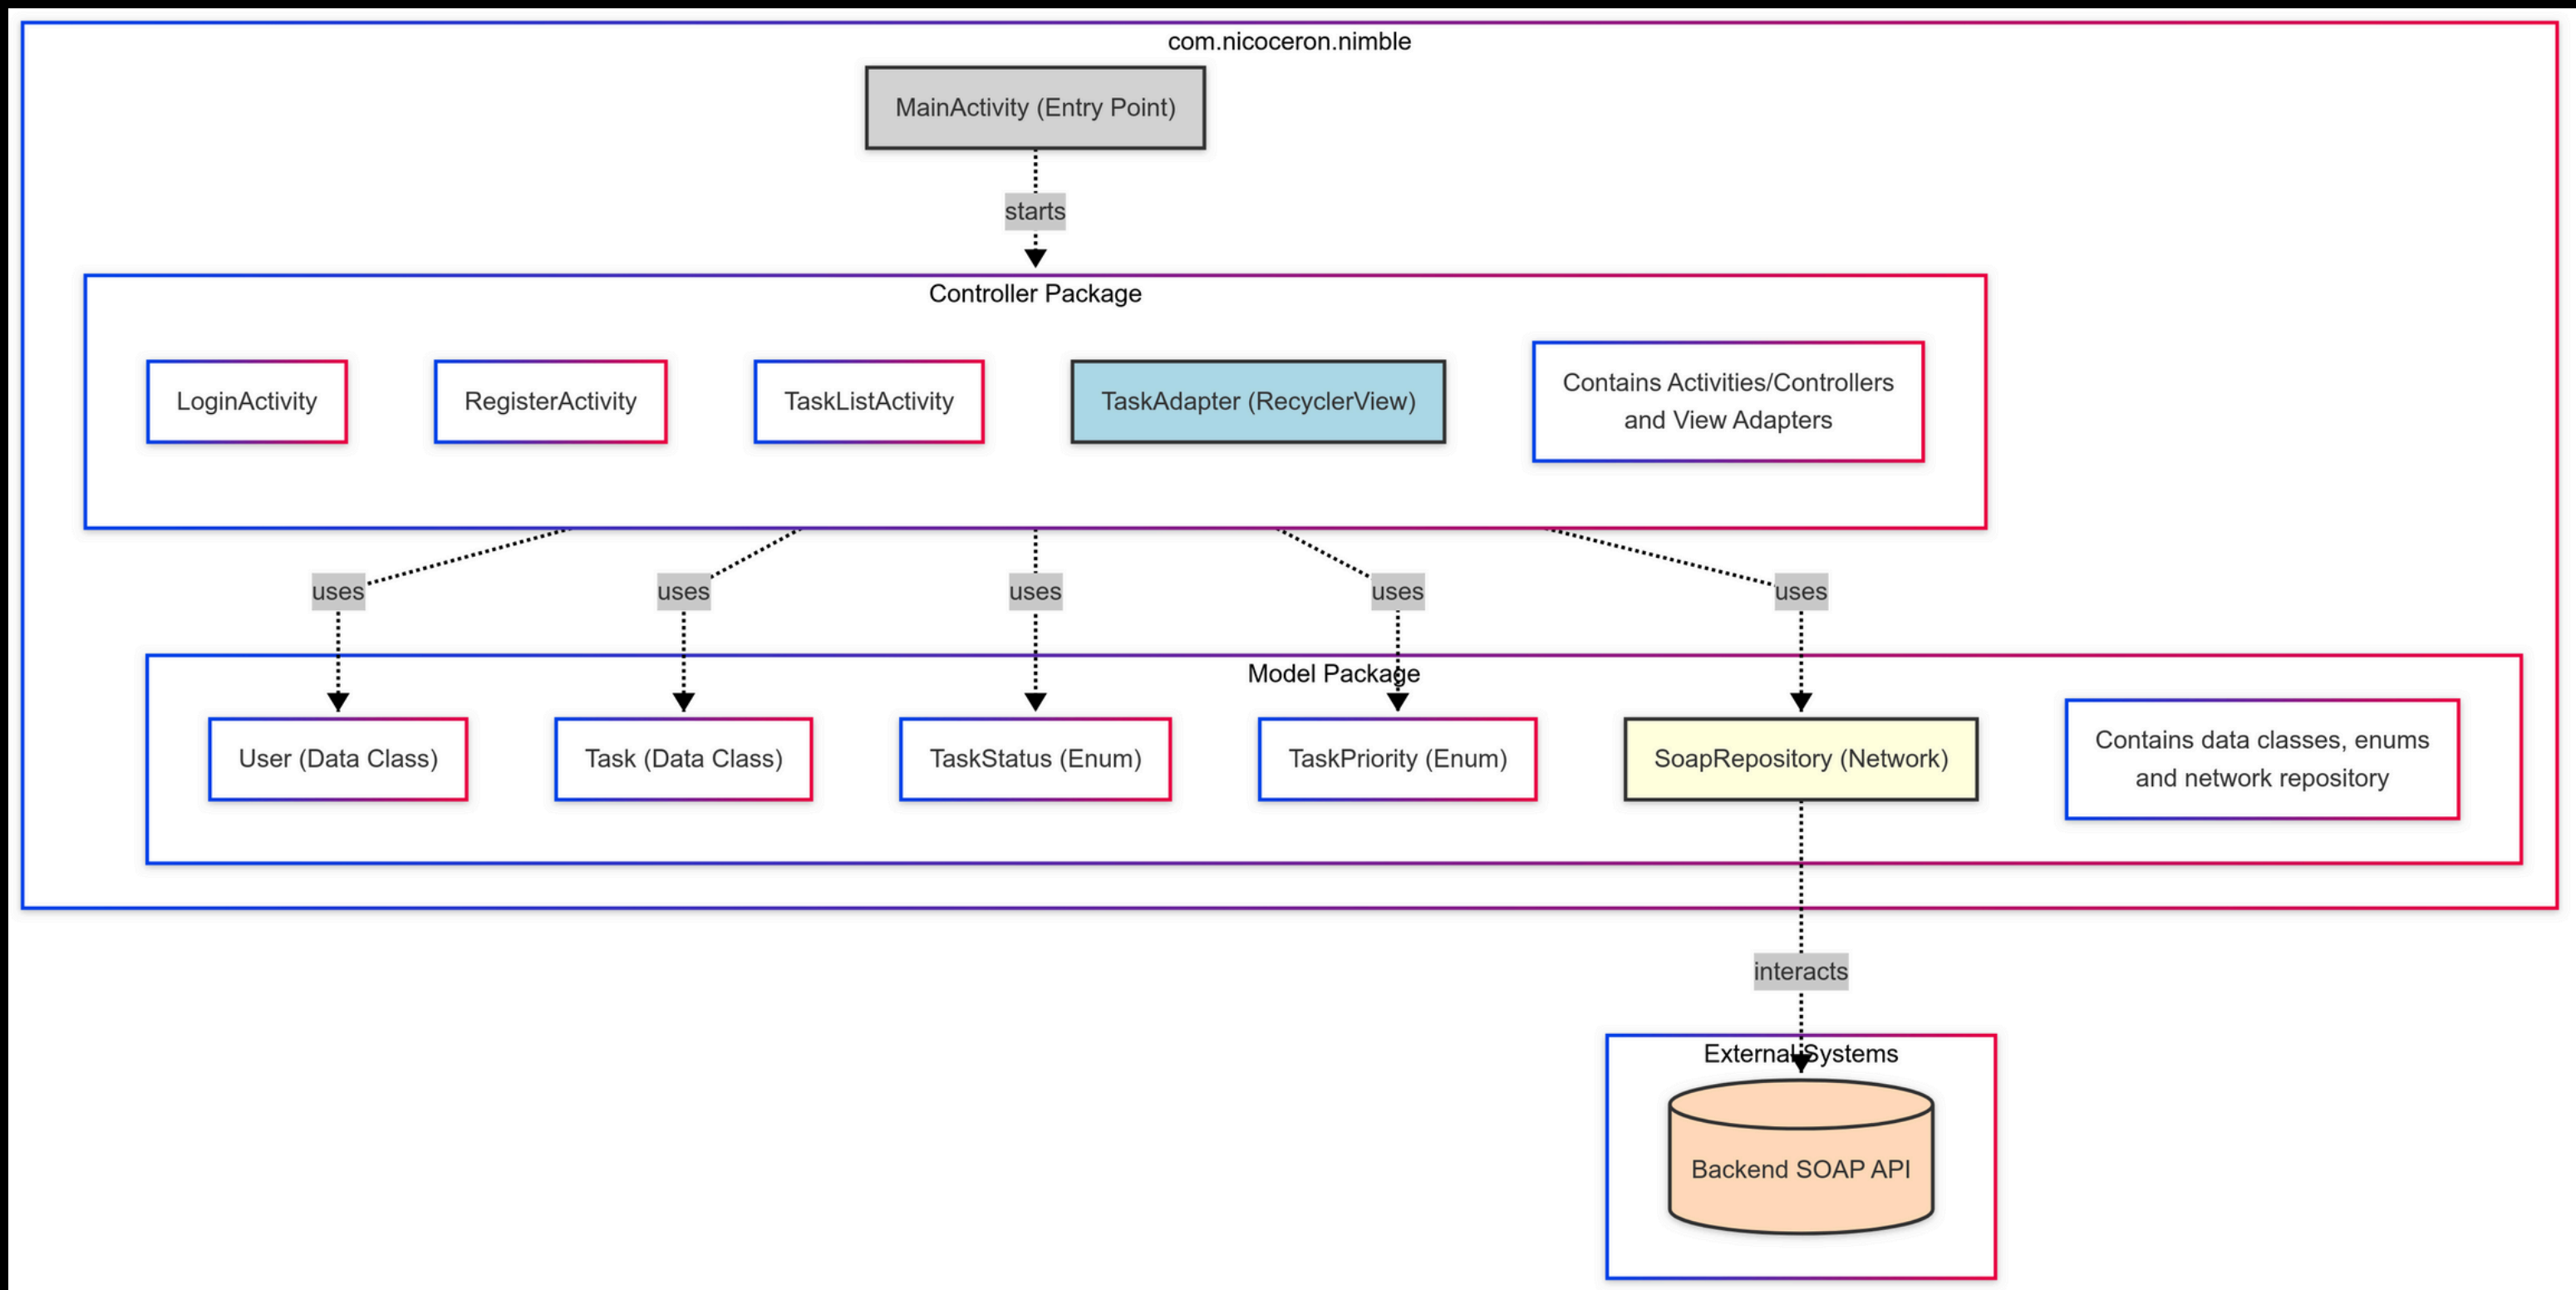 com.nicoceron.nimble
MainActivity (Entry Point)
starts
Controller Package
LoginActivity
RegisterActivity
TaskListActivity
TaskAdapter (RecyclerView)
Contains Activities/Controllers
and View Adapters
uses
uses
uses
uses
uses
Model Package
User (Data Class)
Task (Data Class)
TaskStatus (Enum)
TaskPriority (Enum)
SoapRepository (Network)
Contains data classes, enums
and network repository
interacts
External Systems
Backend SOAP API